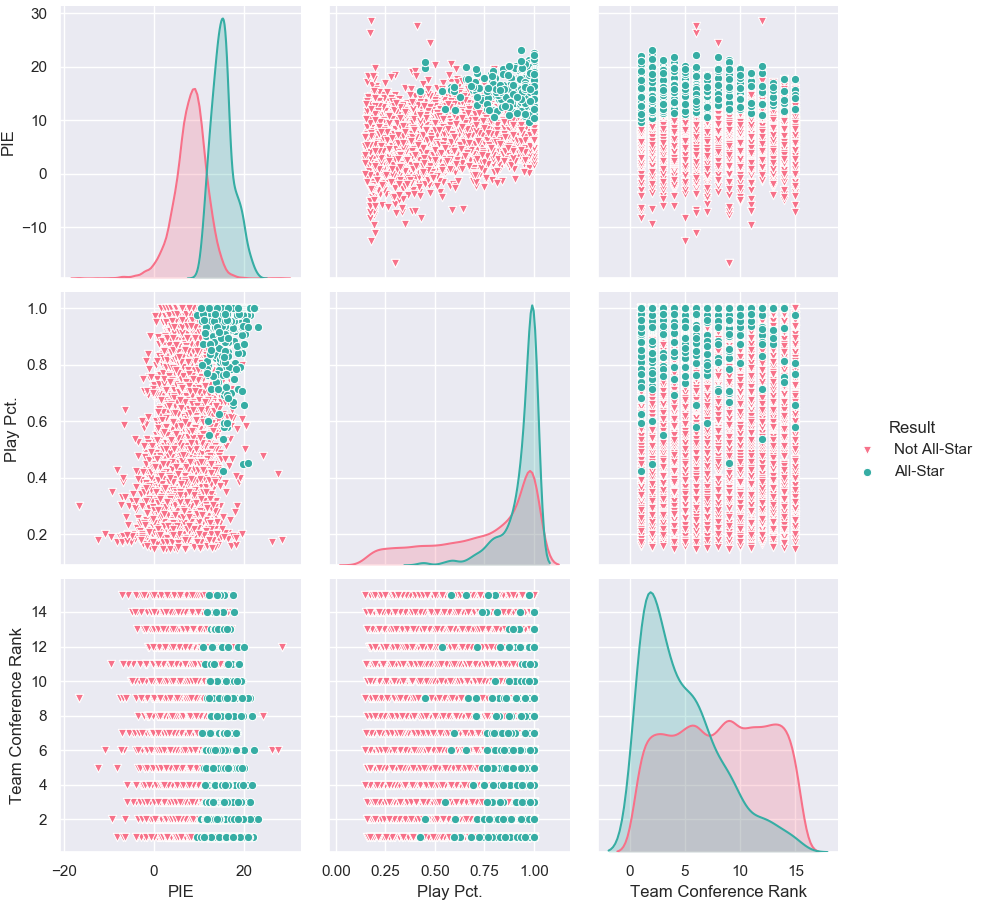 30
20
10
0
−10
PIE
1.0
0.8
0.6
0.4
0.2
Play Pct.
Result
Not All-Star
All-Star
14
12
10
8
6
4
2
Team Conference Rank
−20 0 20
PIE
0.00 0.25 0.50 0.75 1.00
Play Pct.
0 5 10 15
Team Conference Rank